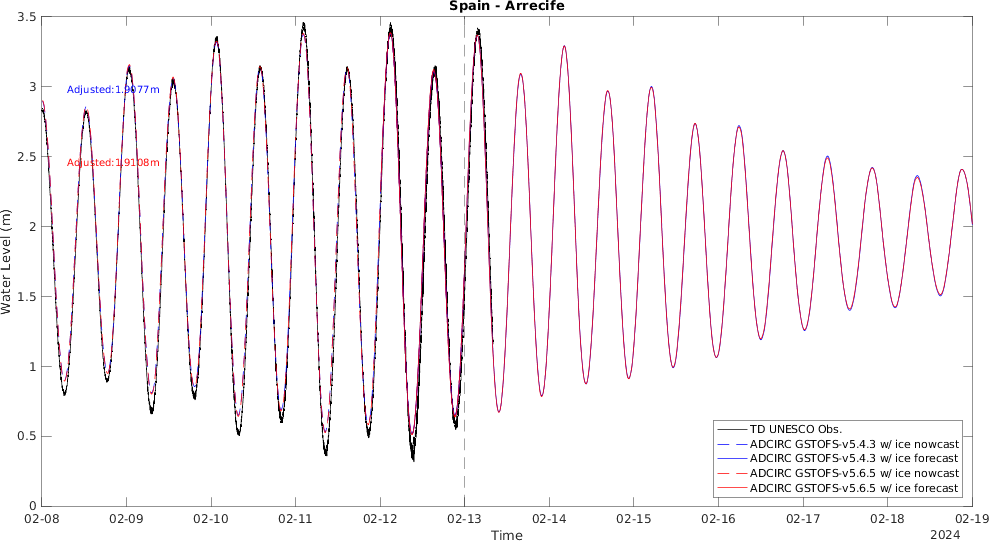 Spain - Arrecife
3.5
3
2.5
2
1.5
1
0.5
0
Water Level (m)
Adjusted:1.9077m
Adjusted:1.9108m
TD UNESCO Obs.
ADCIRC GSTOFS-v5.4.3 w/ ice nowcast
ADCIRC GSTOFS-v5.4.3 w/ ice forecast
ADCIRC GSTOFS-v5.6.5 w/ ice nowcast
ADCIRC GSTOFS-v5.6.5 w/ ice forecast
02-08 02-09 02-10 02-11 02-12 02-13 02-14 02-15 02-16 02-17 02-18 02-19
Time
2024